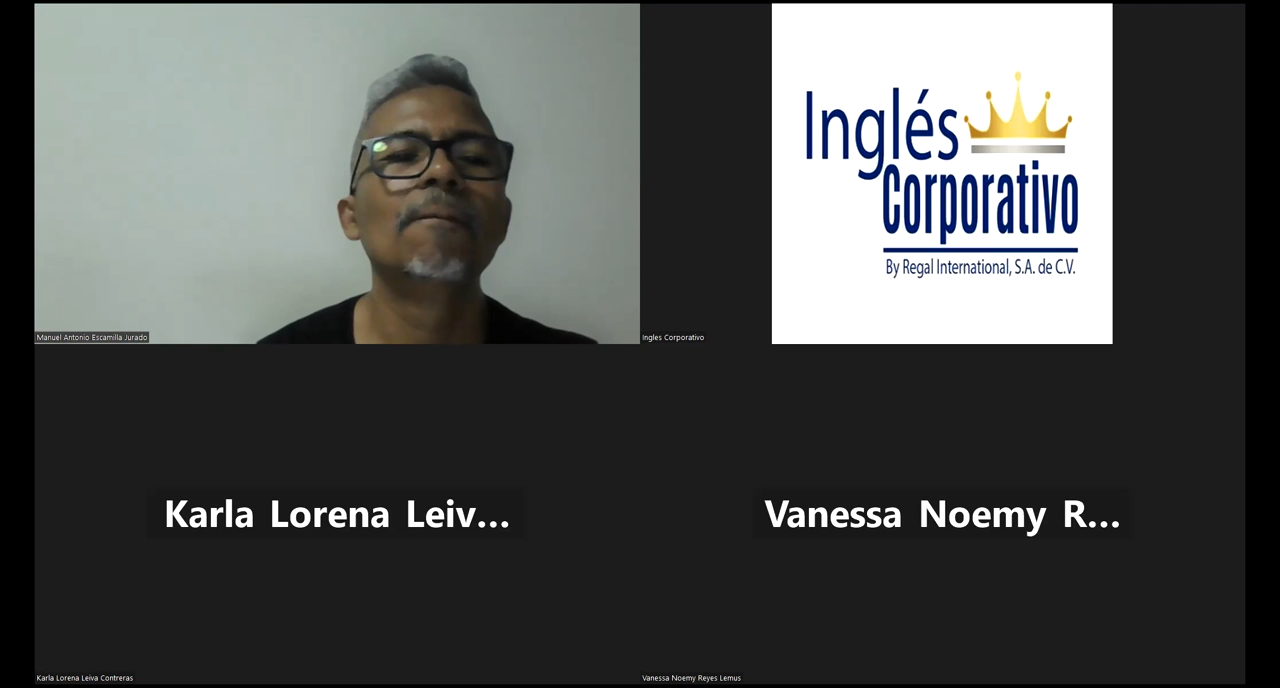 Inglés
Corporativo
By Regal International, S.A. de C.V.
Manuel Antonio Escamilla Jurado
Ingles Corporativo
Karla Lorena Leiv...
Vanessa Noemy R...
Karla Lorena Leiva Contreras
Vanessa Noemy Reyes Lemus